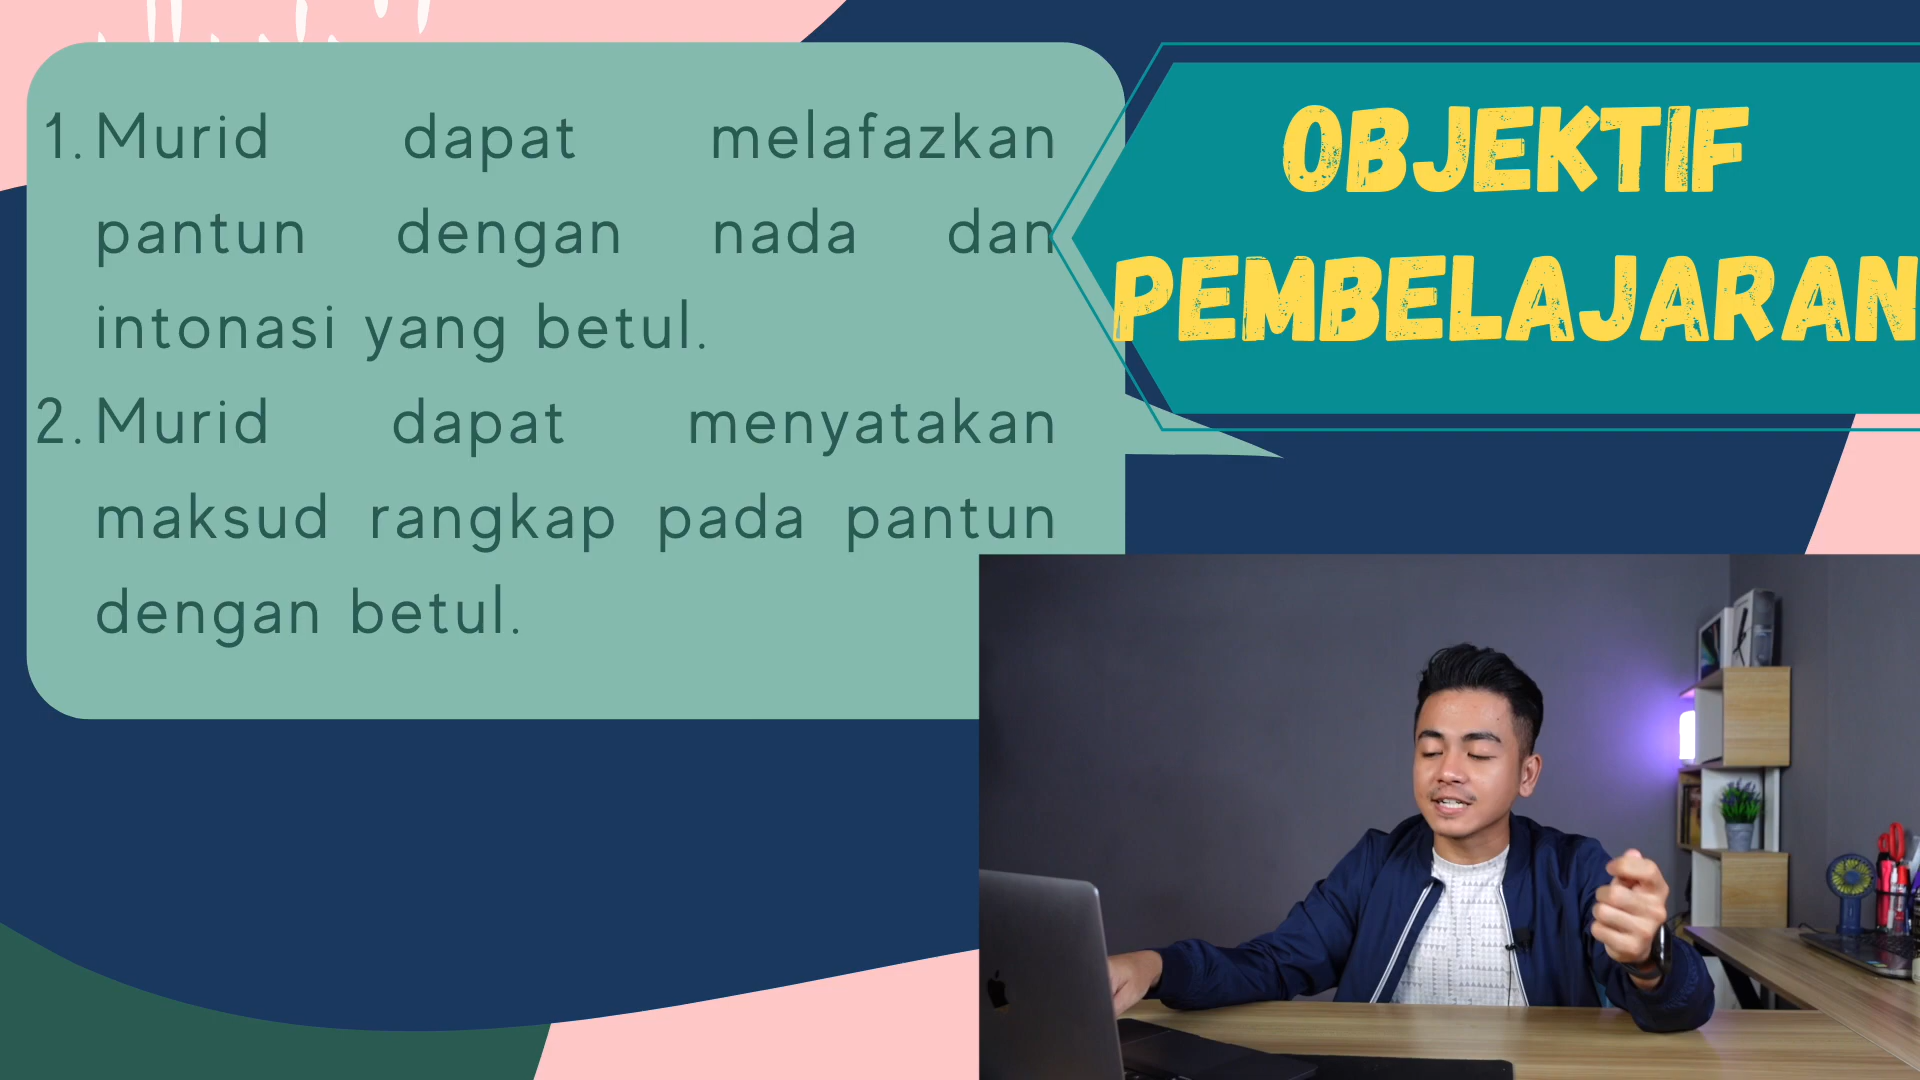 1. Murid dapat melafazkan
pantun dengan nada dan
intonasi yang betul.
2. Murid dapat menyatakan
maksud rangkap pada pantun
dengan betul.
OBJEKTIF
PEMBELAJARAN